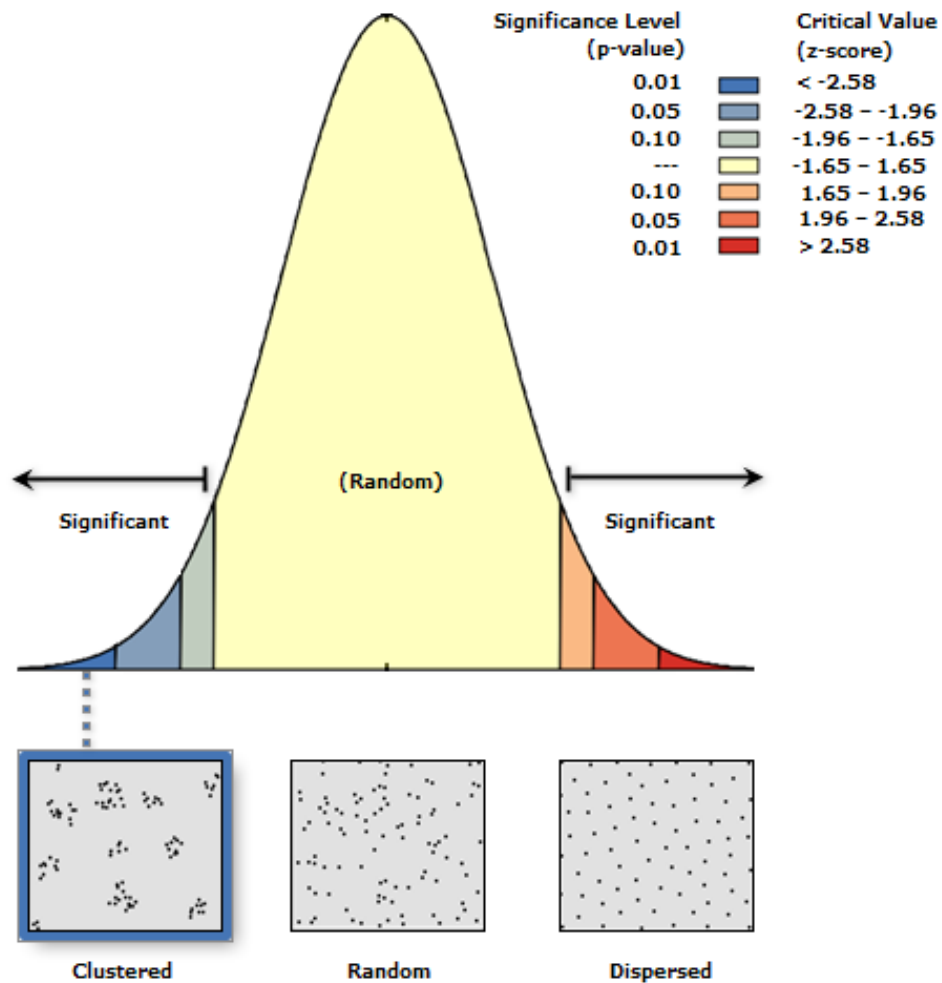 Significance Level Critical Value
(p-value) (z-score)
0.01 < -2.58
0.05 -2.58 – -1.96
0.10 -1.96 – -1.65
--- -1.65 – 1.65
0.10 1.65 – 1.96
0.05 1.96 – 2.58
0.01 > 2.58
(Random)
Significant Significant
Clustered Random Dispersed